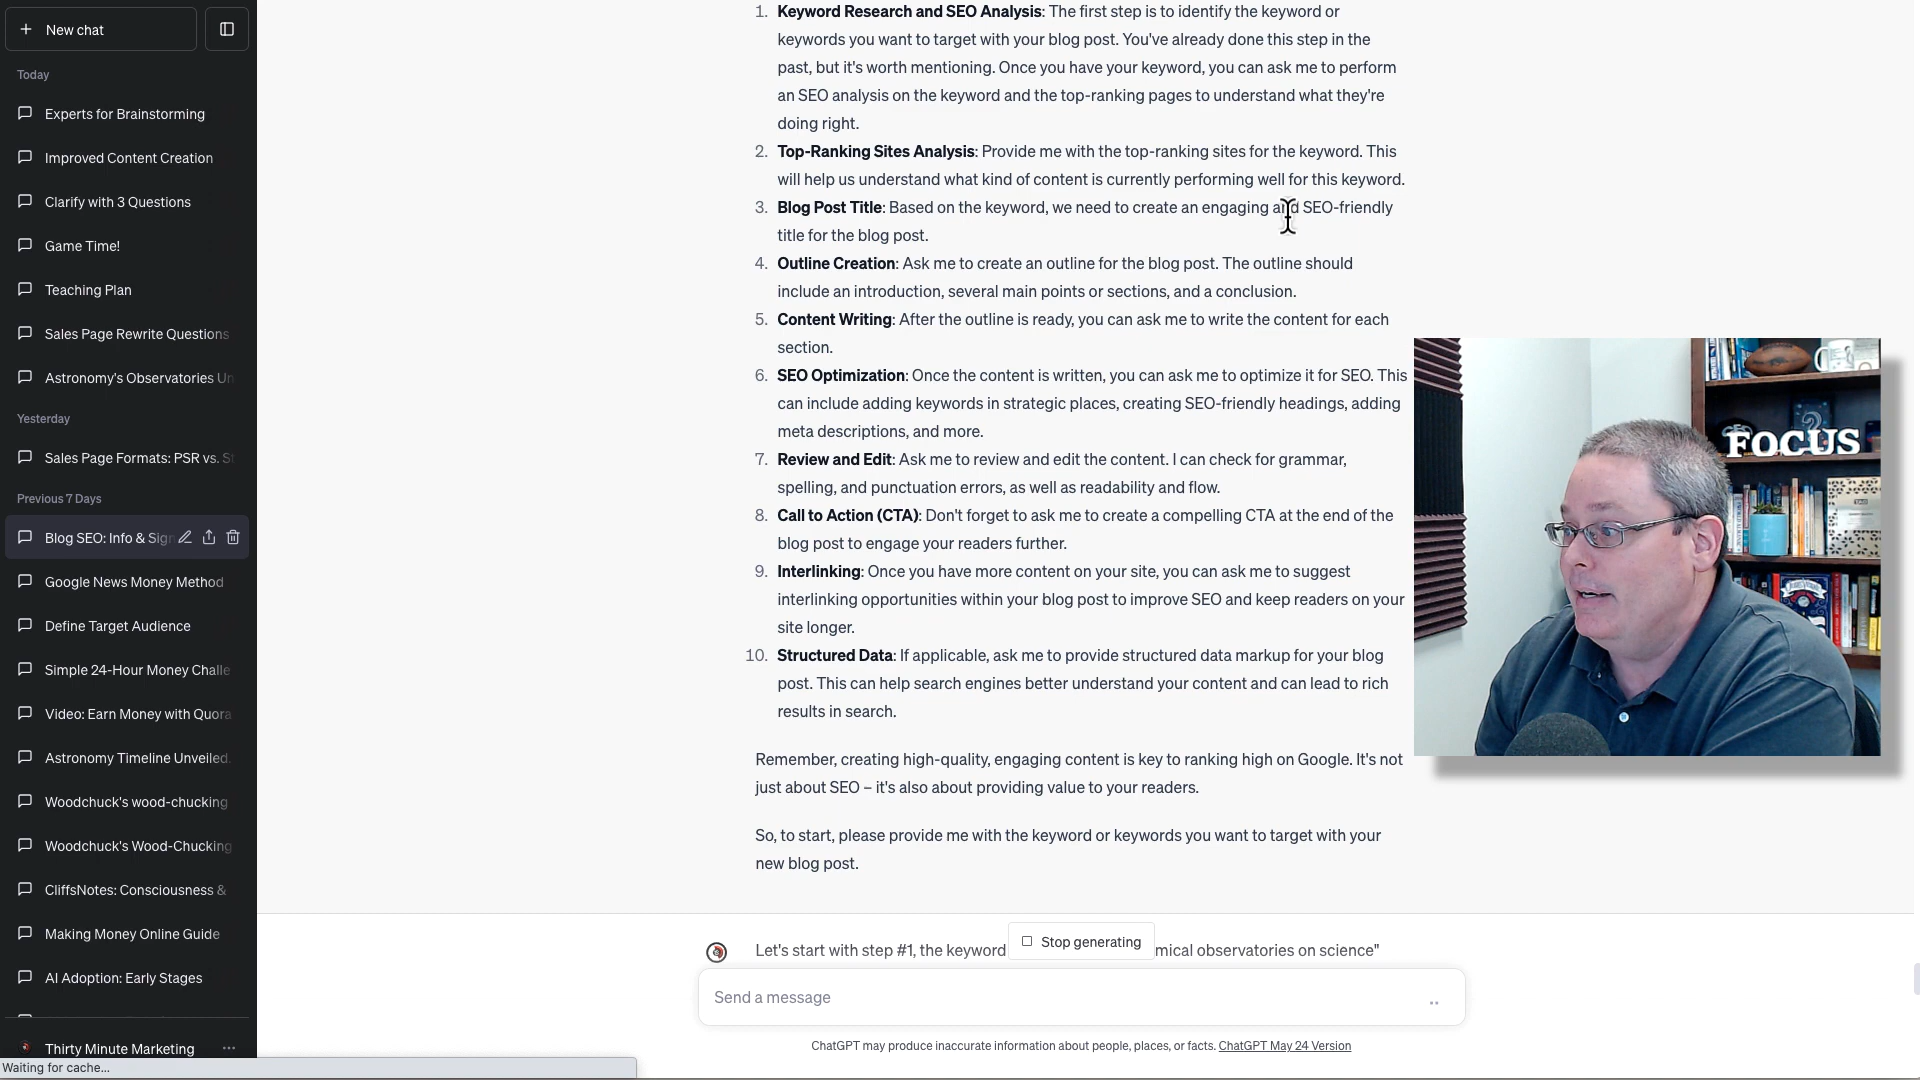 New chat
Today
Experts for Brainstorming
Improved Content Creation
Clarify with 3 Questions
Game Time!
Teaching Plan
Sales Page Rewrite Questions
Astronomy's Observatories Un
Yesterday
Sales Page Formats: PSR vs. St
Previous 7 Days
Blog SEO: Info & Sign
Google News Money Method
Define Target Audience
Simple 24-Hour Money Challe
Video: Earn Money with Quora
Astronomy Timeline Unveiled.
Woodchuck's wood-chucking
Woodchuck's Wood-Chucking
CliffsNotes: Consciousness &
Making Money Online Guide
AI Adoption: Early Stages
Thirty Minute Marketing
Waiting for cache...
1. Keyword Research and SEO Analysis: The first step is to identify the keyword or
keywords you want to target with your blog post. You've already done this step in the
past, but it's worth mentioning. Once you have your keyword, you can ask me to perform
an SEO analysis on the keyword and the top-ranking pages to understand what they're
doing right.
2. Top-Ranking Sites Analysis: Provide me with the top-ranking sites for the keyword. This
will help us understand what kind of content is currently performing well for this keyword.
3. Blog Post Title: Based on the keyword, we need to create an engaging and SEO-friendly
title for the blog post.
4. Outline Creation: Ask me to create an outline for the blog post. The outline should
include an introduction, several main points or sections, and a conclusion.
5. Content Writing: After the outline is ready, you can ask me to write the content for each
section.
6. SEO Optimization: Once the content is written, you can ask me to optimize it for SEO. This
can include adding keywords in strategic places, creating SEO-friendly headings, adding
meta descriptions, and more.
7. Review and Edit: Ask me to review and edit the content. I can check for grammar,
spelling, and punctuation errors, as well as readability and flow.
8. Call to Action (CTA): Don't forget to ask me to create a compelling CTA at the end of the
blog post to engage your readers further.
9. Interlinking: Once you have more content on your site, you can ask me to suggest
interlinking opportunities within your blog post to improve SEO and keep readers on your
site longer.
10. Structured Data: If applicable, ask me to provide structured data markup for your blog
post. This can help search engines better understand your content and can lead to rich
results in search.
Remember, creating high-quality, engaging content is key to ranking high on Google. It's not
just about SEO – it's also about providing value to your readers.
So, to start, please provide me with the keyword or keywords you want to target with your
new blog post.
Let's start with step #1, the keyword
Stop generating
mical observatories on science"
Send a message
ChatGPT may produce inaccurate information about people, places, or facts. ChatGPT May 24 Version
FOCUS